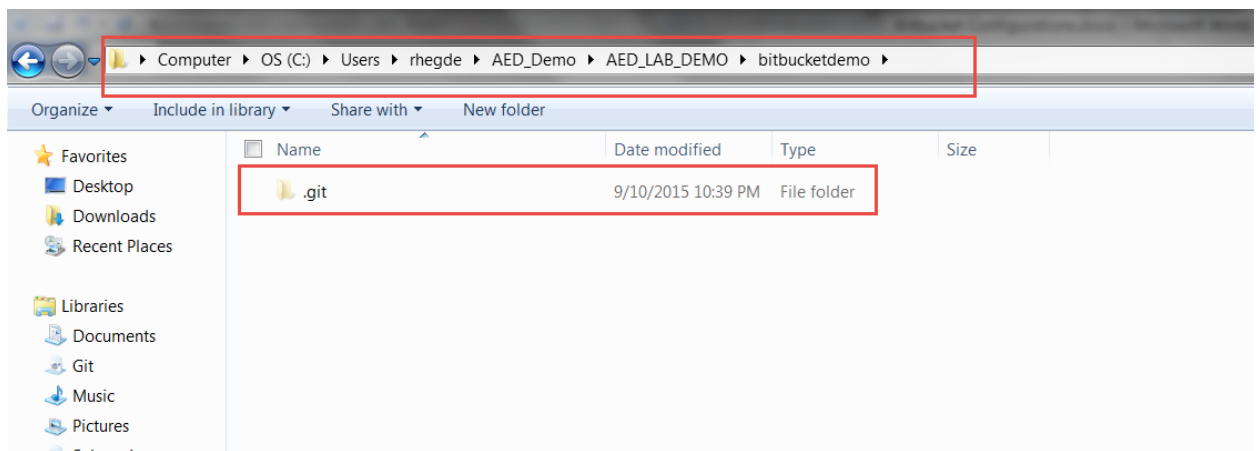 Computer OS (C:) Users rhegde AED_Demo AED_LAB_DEMO bitbucketdemo
Organize Include in library Share with New folder
Favorites
Desktop
Downloads
Recent Places
Libraries
Documents
Git
Music
Pictures
Name Date modified Type Size
.git 9/10/2015 10:39 PM File folder